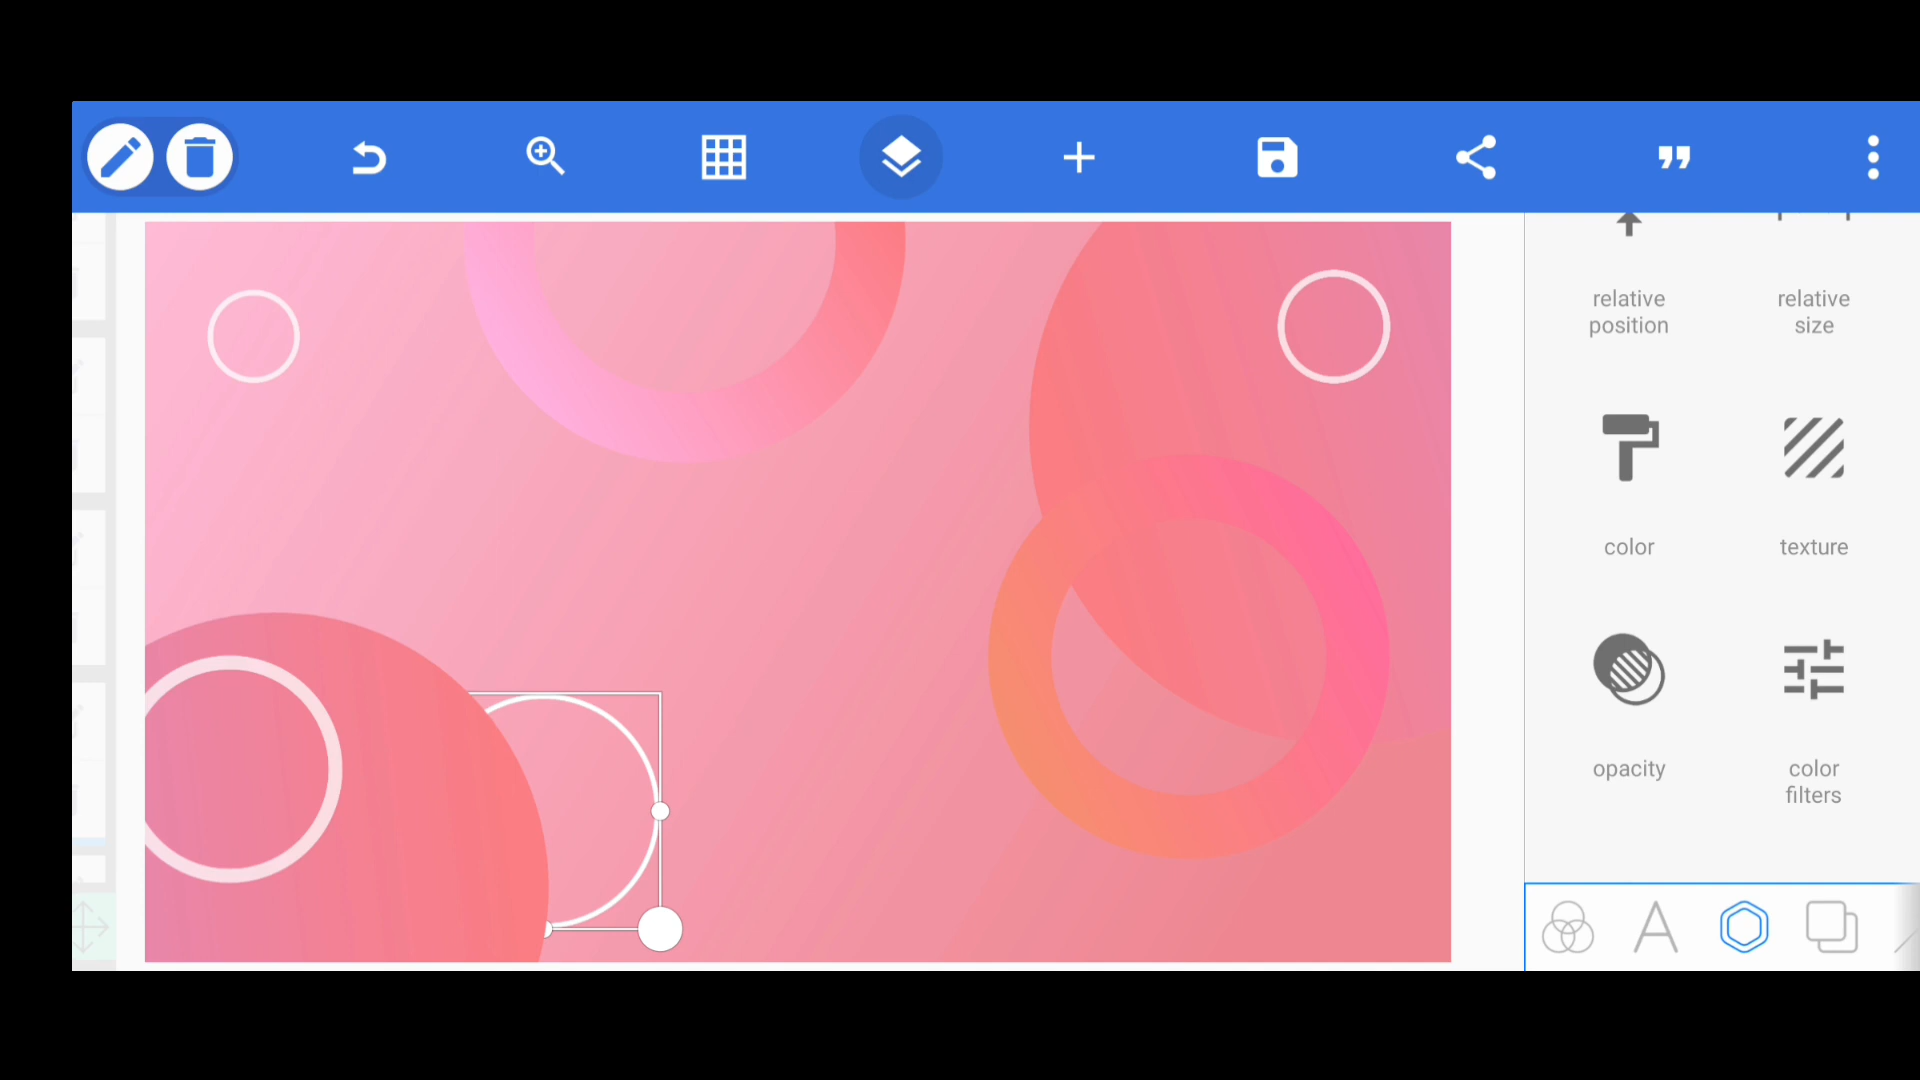 relative
position
relative
size
color
texture
opacity
color
filters